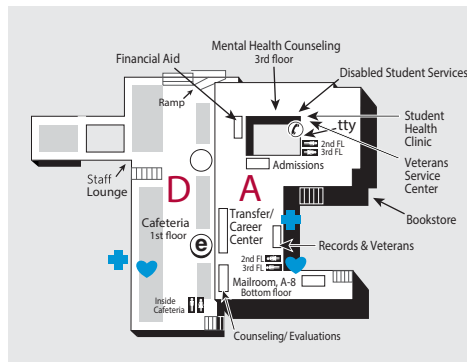 Mental Health Counseling
3rd floor
Financial Aid
Disabled Student Services
Ramp
Student
Health
Clinic
tty
2nd FL
3rd FL
Veterans
Service
Center
Admissions
Staff
Lounge
D
A
Bookstore
Cafeteria
1st floor
Transfer/
Career
Center
e
Records & Veterans
2nd FL
3rd FL
Mailroom, A-8
Bottom floor
Inside
Cafeteria
Counseling/ Evaluations